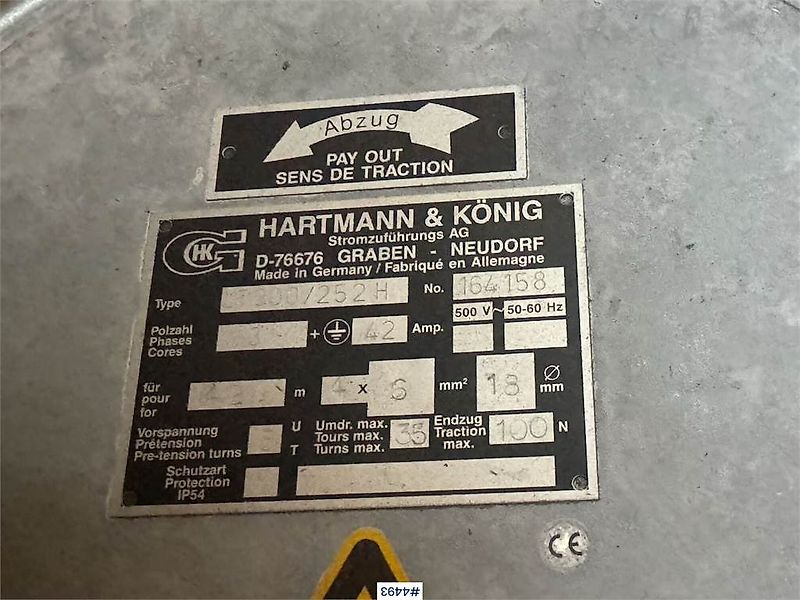 Abzug
PAY OUT
SENS DE TRACTION
HK
HARTMANN & KÖNIG
Stromzuführungs AG
D-76676 GRABEN - NEUDORF
Made in Germany / Fabriqué en Allemagne
Type 300/252H No. 164158
500 V ~ 50-60 Hz
Polzahl
Phases
Cores
+ 42 Amp.
für
pour
for
m 4 x 6 mm² 18 Ø mm
Vorspannung
Prétension
Pre-tension turns
U
T
Umdr. max.
Tours max.
Turns max.
35
Endzug
Traction
max.
100 N
Schutzart
Protection
IP54
CE
#4493